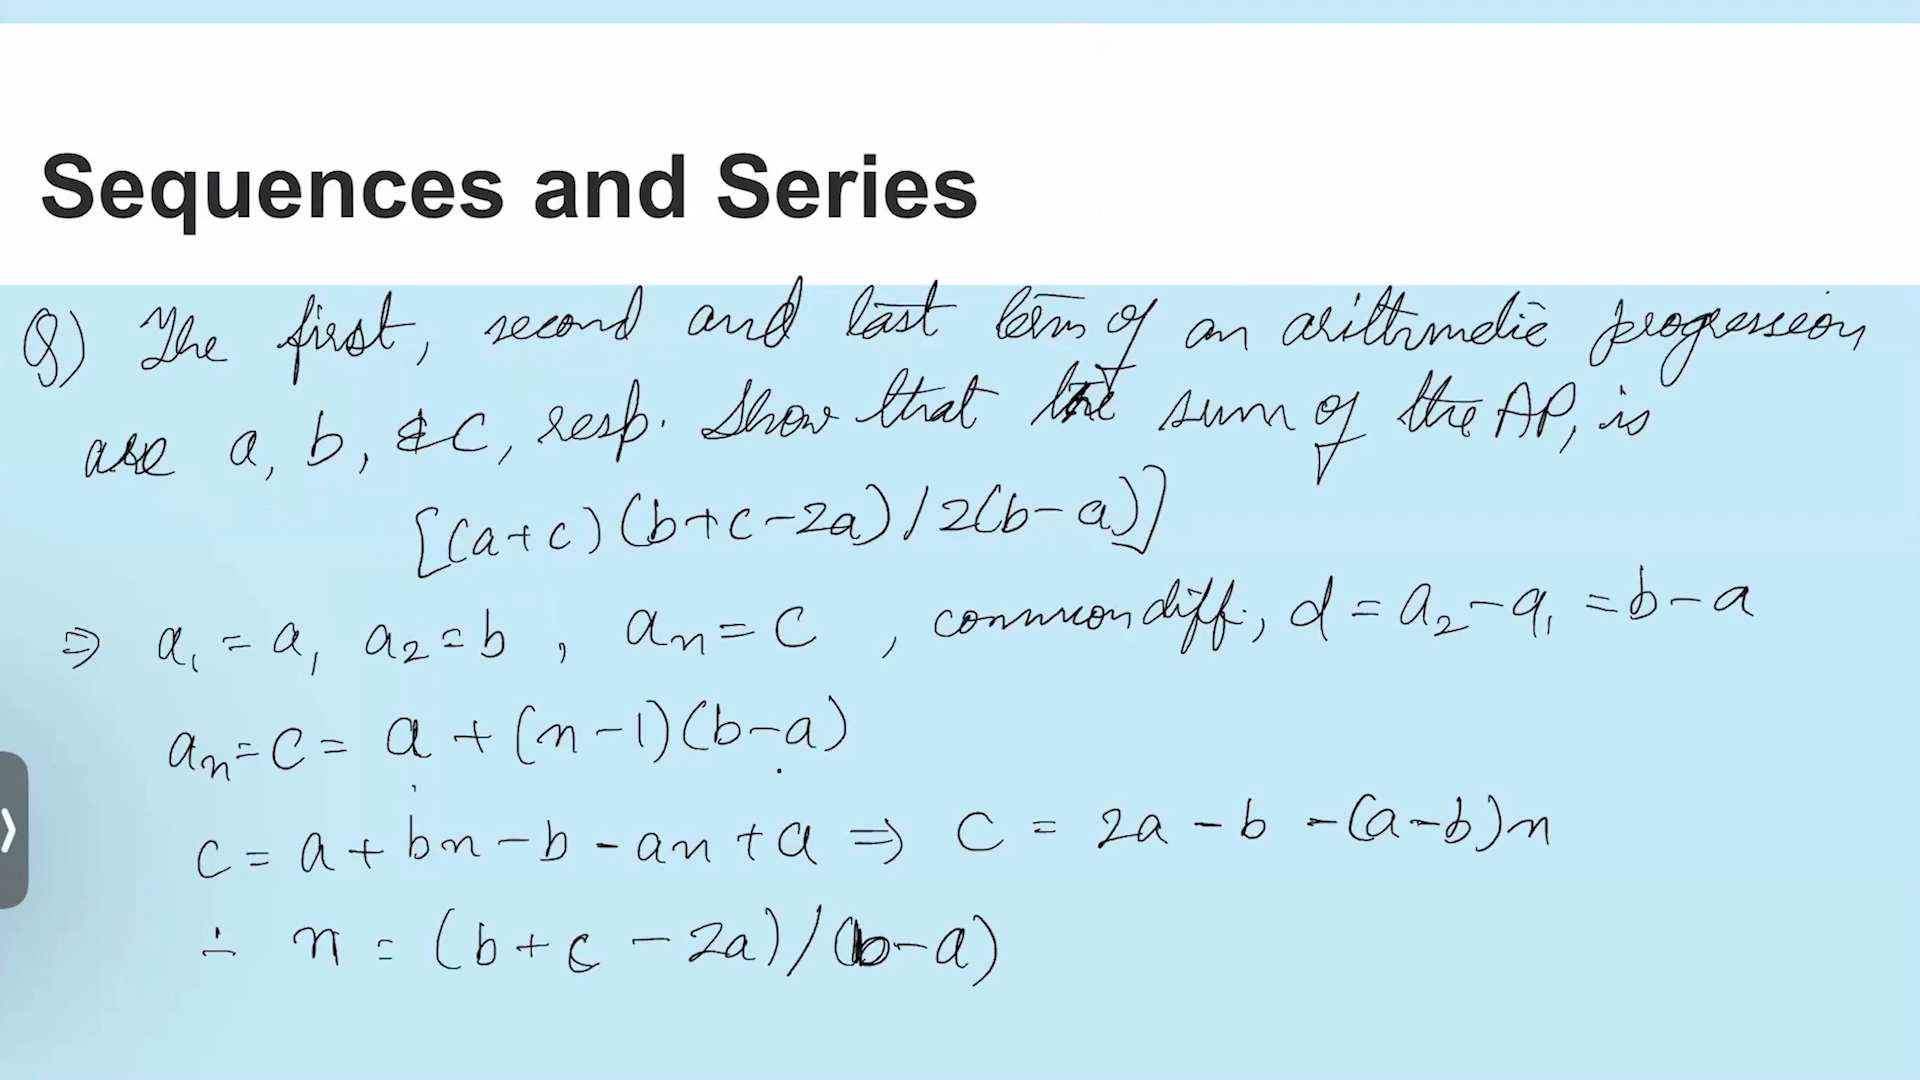 Sequences and Series
Q) The first, second and last term of an arithmetic progression
are a, b, & c, resp. Show that the sum of the AP, is
[(a+c)(b+c-2a)/2(b-a)]
⇒ a₁ = a, a₂ = b, aₙ = c, common diff., d = a₂ - a₁ = b - a
aₙ = c = a + (n-1)(b-a)
c = a + bn - b - an + a ⇒ c = 2a - b - (a-b)n
∴ n = (b+c-2a)/(b-a)